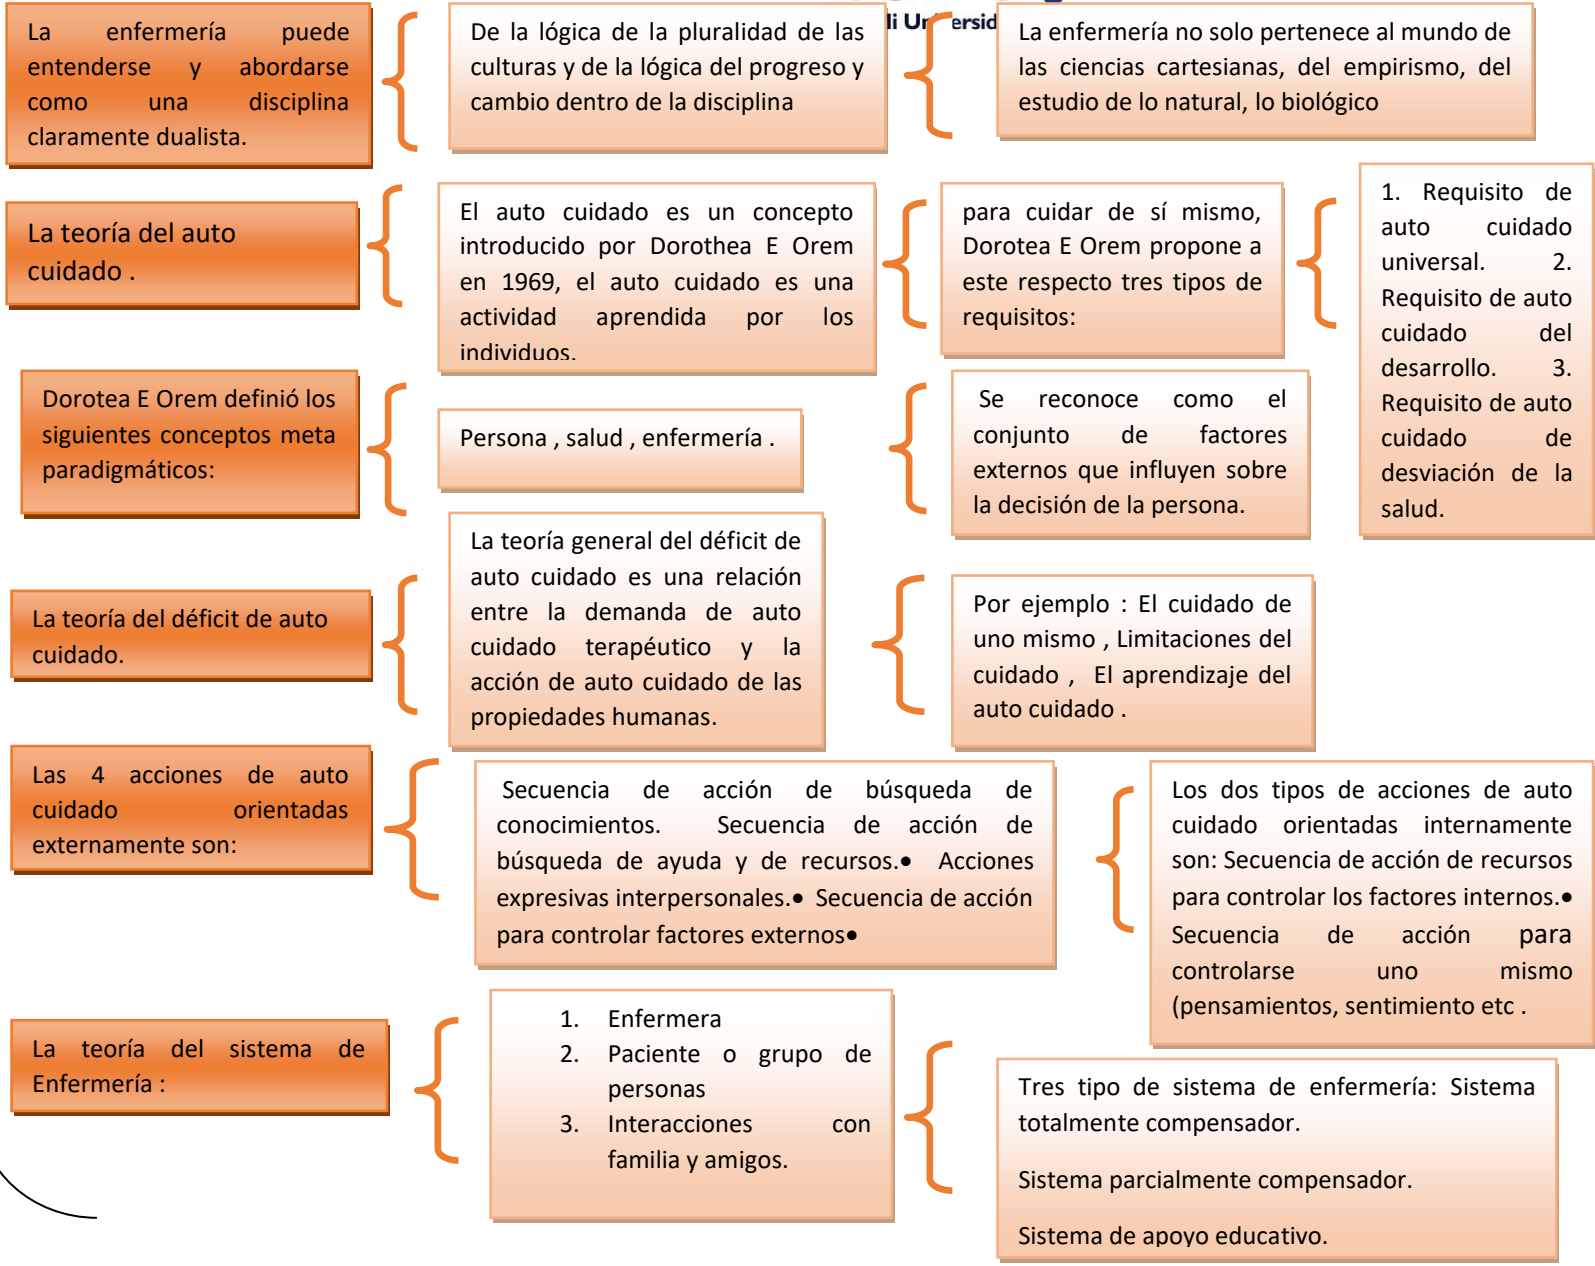 li Universid
La enfermería puede
entenderse y abordarse
como una disciplina
claramente dualista.
De la lógica de la pluralidad de las
culturas y de la lógica del progreso y
cambio dentro de la disciplina
La enfermería no solo pertenece al mundo de
las ciencias cartesianas, del empirismo, del
estudio de lo natural, lo biológico
La teoría del auto
cuidado .
El auto cuidado es un concepto
introducido por Dorothea E Orem
en 1969, el auto cuidado es una
actividad aprendida por los
individuos.
para cuidar de sí mismo,
Dorotea E Orem propone a
este respecto tres tipos de
requisitos:
1. Requisito de
auto cuidado
universal. 2.
Requisito de auto
cuidado del
desarrollo. 3.
Requisito de auto
cuidado de
desviación de la
salud.
Dorotea E Orem definió los
siguientes conceptos meta
paradigmáticos:
Persona , salud , enfermería .
Se reconoce como el
conjunto de factores
externos que influyen sobre
la decisión de la persona.
La teoría del déficit de auto
cuidado.
La teoría general del déficit de
auto cuidado es una relación
entre la demanda de auto
cuidado terapéutico y la
acción de auto cuidado de las
propiedades humanas.
Por ejemplo : El cuidado de
uno mismo , Limitaciones del
cuidado , El aprendizaje del
auto cuidado .
Las 4 acciones de auto
cuidado orientadas
externamente son:
Secuencia de acción de búsqueda de
conocimientos. Secuencia de acción de
búsqueda de ayuda y de recursos.• Acciones
expresivas interpersonales.• Secuencia de acción
para controlar factores externos•
Los dos tipos de acciones de auto
cuidado orientadas internamente
son: Secuencia de acción de recursos
para controlar los factores internos.•
Secuencia de acción para
controlarse uno mismo
(pensamientos, sentimiento etc .
La teoría del sistema de
Enfermería :
1. Enfermera
2. Paciente o grupo de
personas
3. Interacciones con
familia y amigos.
Tres tipo de sistema de enfermería: Sistema
totalmente compensador.
Sistema parcialmente compensador.
Sistema de apoyo educativo.